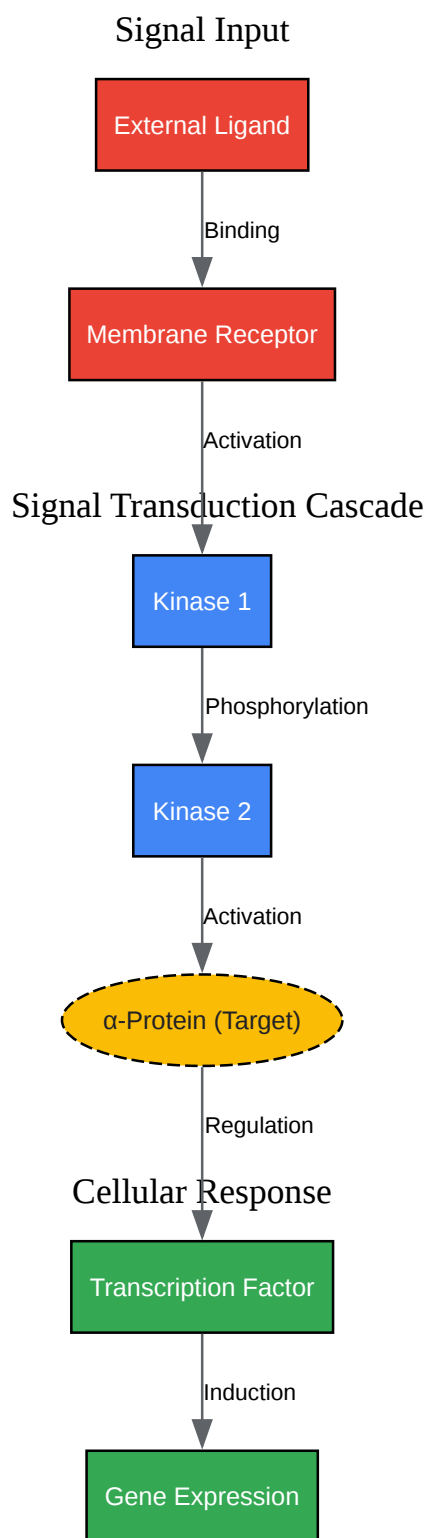 Signal Input
External Ligand
Binding
Membrane Receptor
Activation
Signal Transduction Cascade
Kinase 1
Phosphorylation
Kinase 2
Activation
α-Protein (Target)
Regulation
Cellular Response
Transcription Factor
Induction
Gene Expression